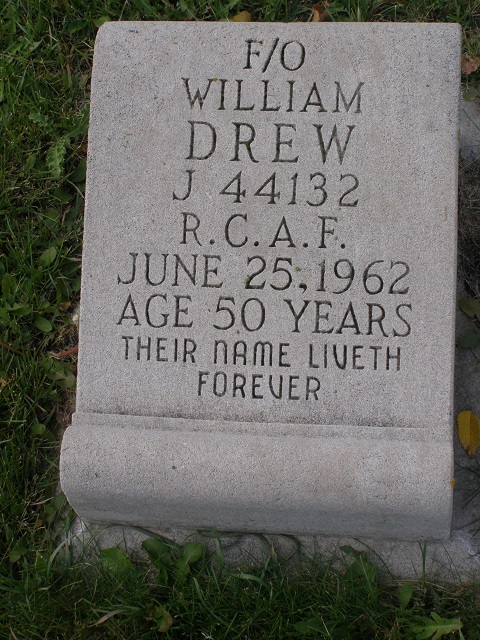 F/O
WILLIAM
DREW
J 44132
R.C.A.F.
JUNE 25, 1962
AGE 50 YEARS
THEIR NAME LIVETH
FOREVER